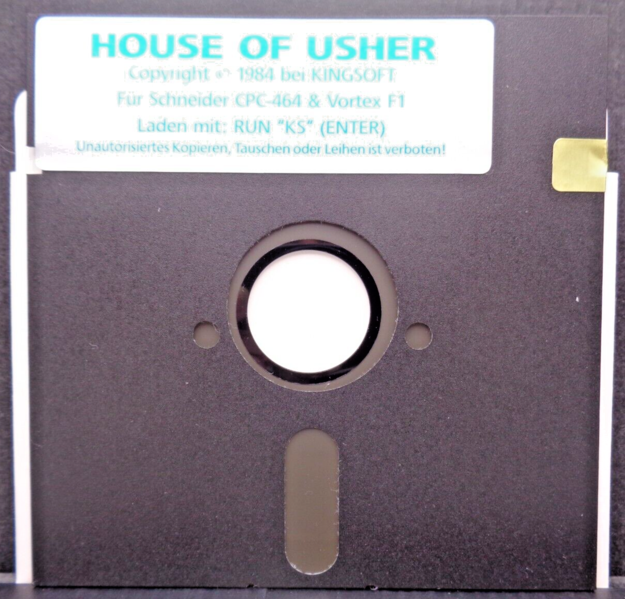 HOUSE OF USHER
Copyright © 1984 bei KINGSOFT
Für Schneider CPC-464 & Vortex F1
Laden mit: RUN "KS" (ENTER)
Unautorisiertes Kopieren, Tauschen oder Leihen ist verboten!